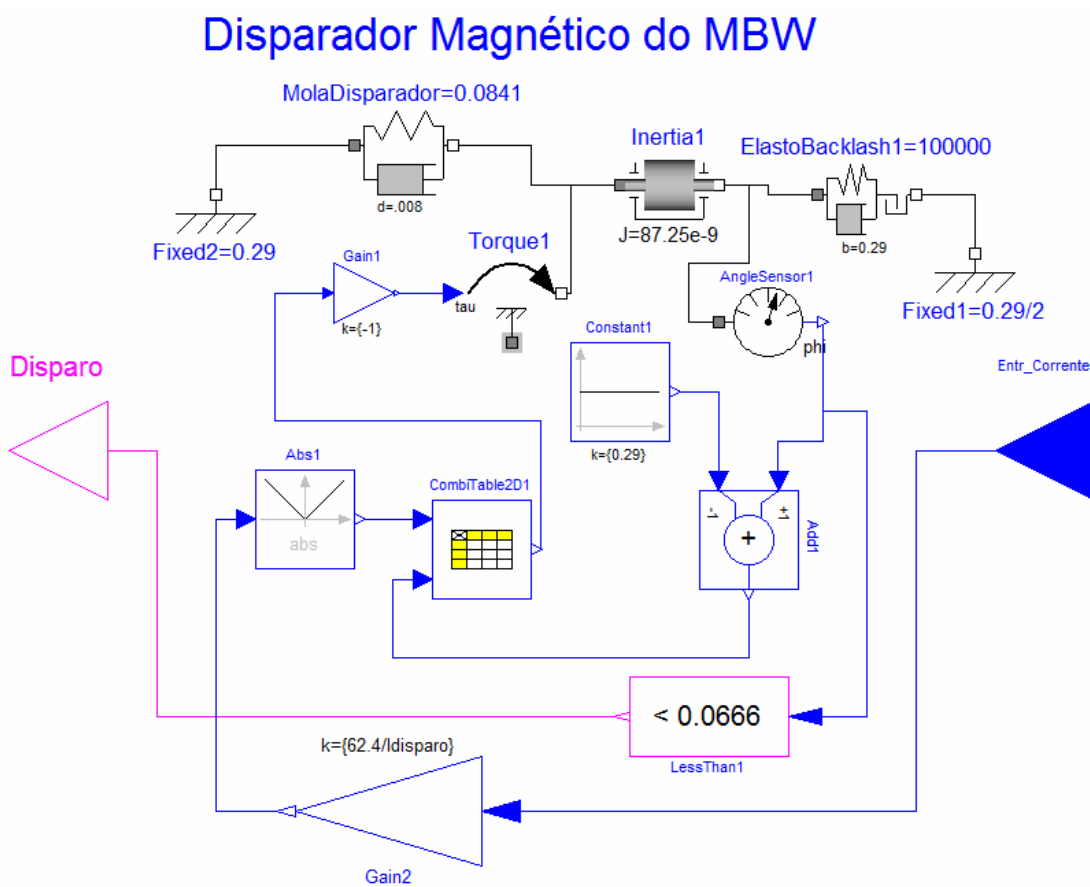 Disparador Magnético do MBW
MolaDisparador=0.0841
d=.008
Fixed2=0.29
Inertia1
J=87.25e-9
ElastoBacklash1=100000
b=0.29
Fixed1=0.29/2
Gain1
k={-1}
Torque1
tau
AngleSensor1
phi
Constant1
k={0.29}
Disparo
Entr_Corrente
Abs1
abs
CombiTable2D1
-1
+1
+
Add1
< 0.0666
LessThan1
k={62.4/Idisparo}
Gain2